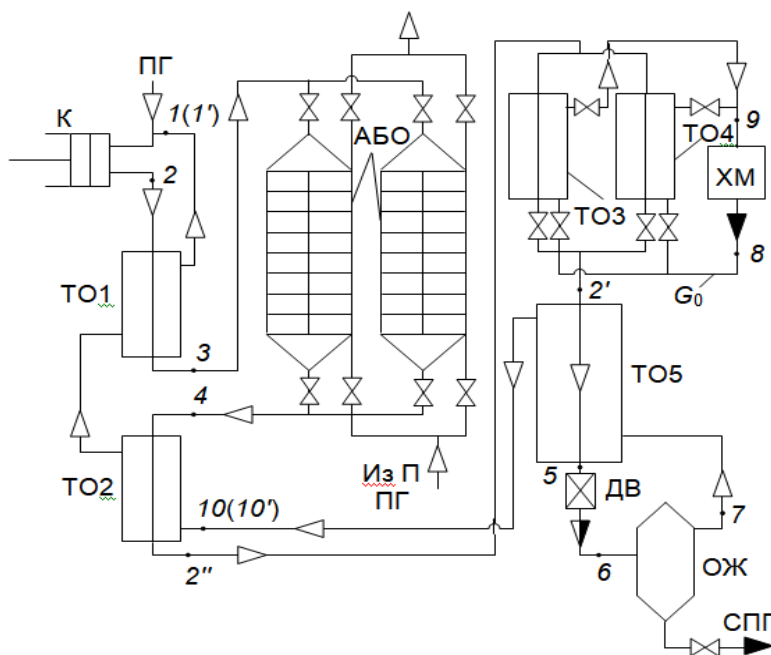 ПГ
К
1(1')
2
ТО1
3
4
ТО2
10(10')
2"
АБО
Из П
ПГ
ТО3
ТО4
9
ХМ
8
G0
2'
ТО5
5
ДВ
6
7
ОЖ
СПГ